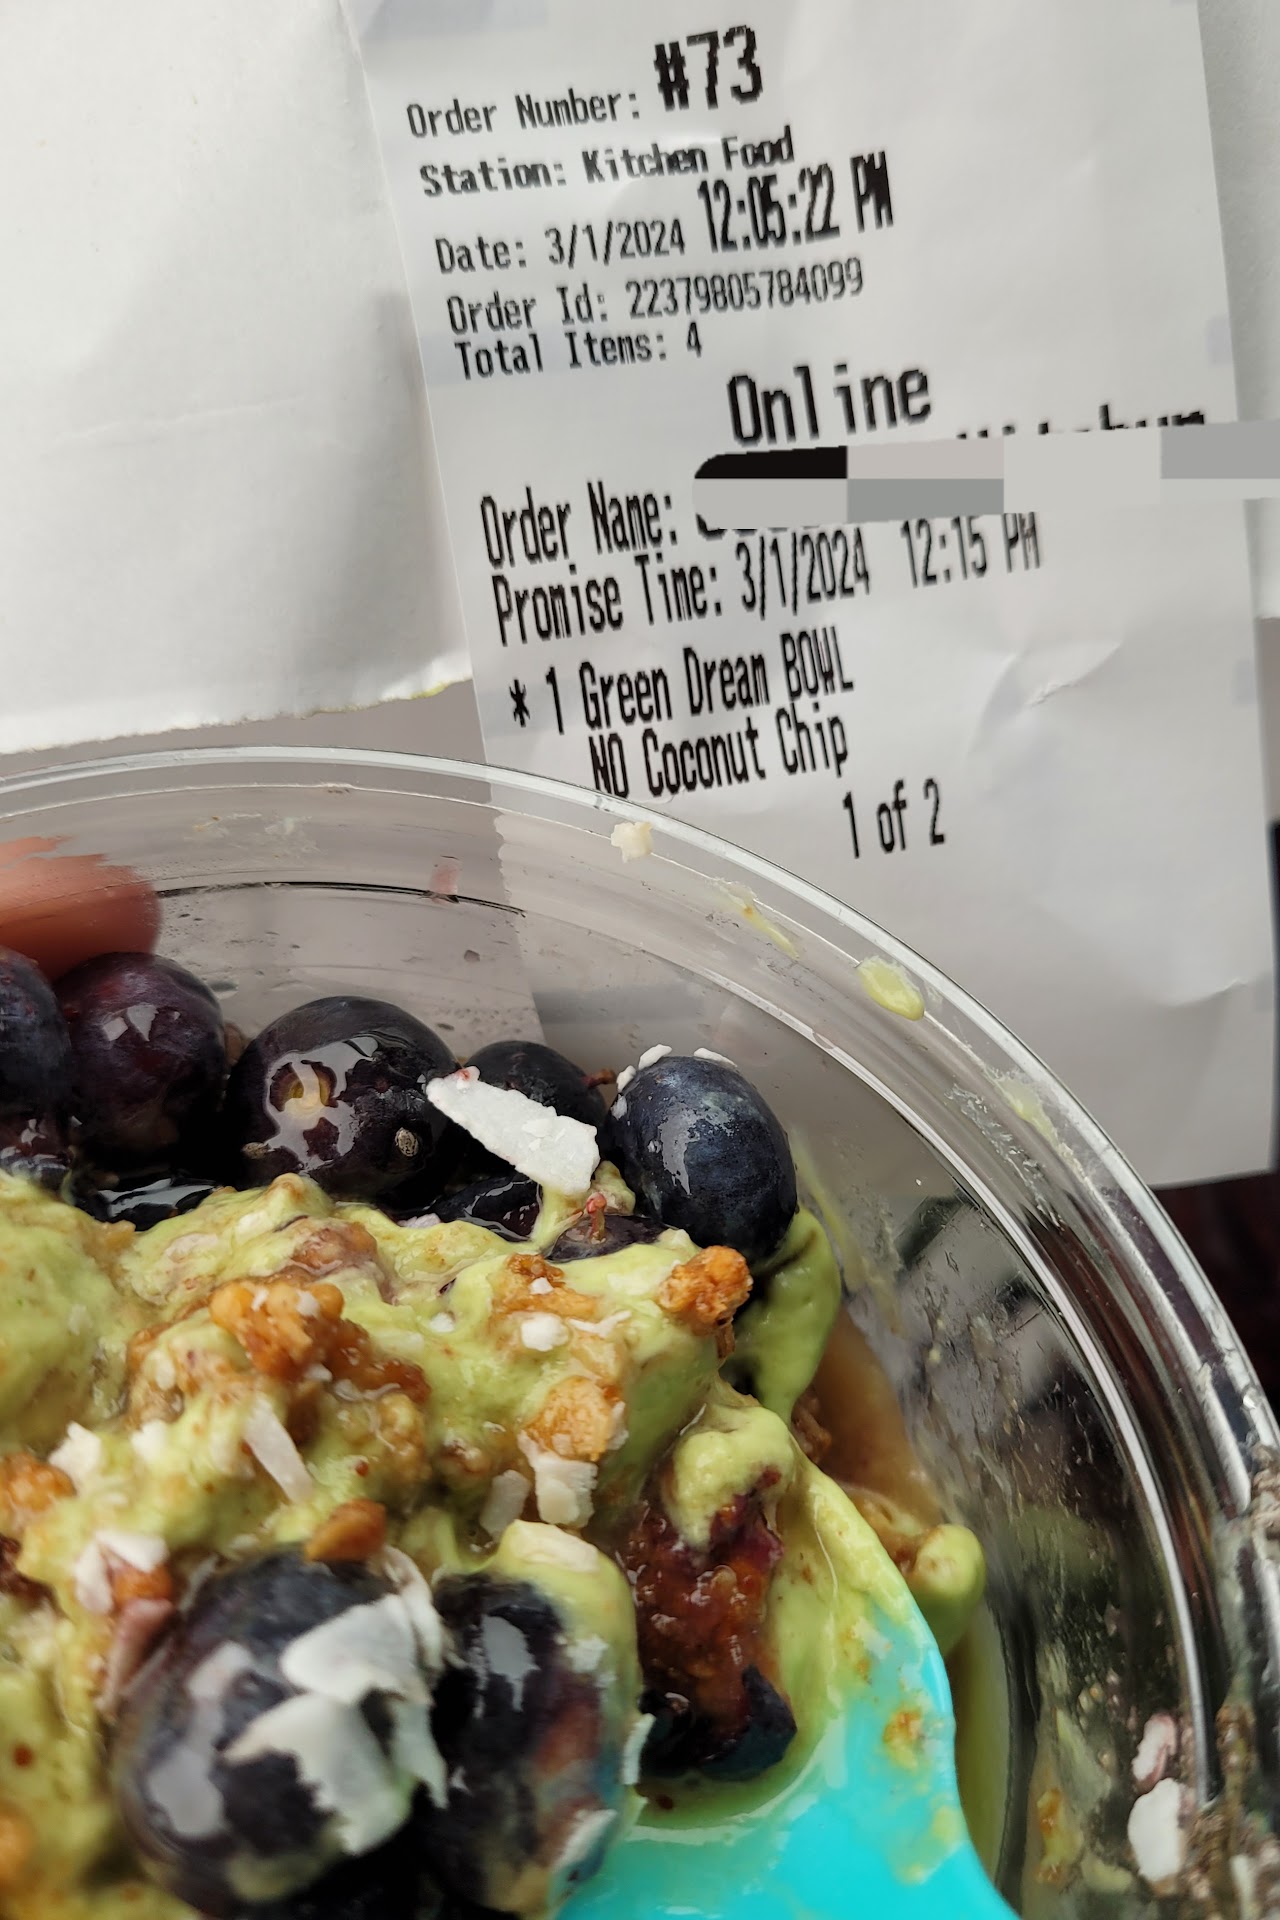 Order Number: #73
Station: Kitchen Food
Date: 3/1/2024 12:05:22 PM
Order Id: 22379805784099
Total Items: 4
Online
Order Name:
Promise Time: 3/1/2024 12:15 PM
* 1 Green Dream BOWL
NO Coconut Chip
1 of 2